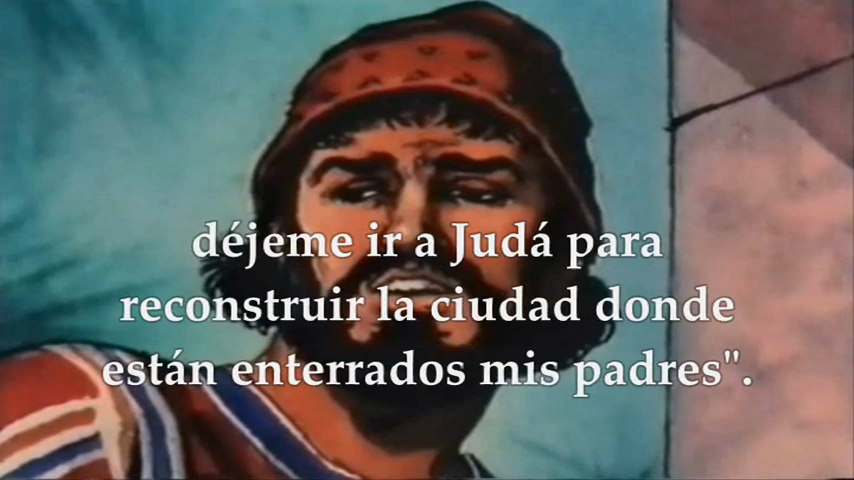 déjeme ir a Judá para
reconstruir la ciudad donde
están enterrados mis padres".